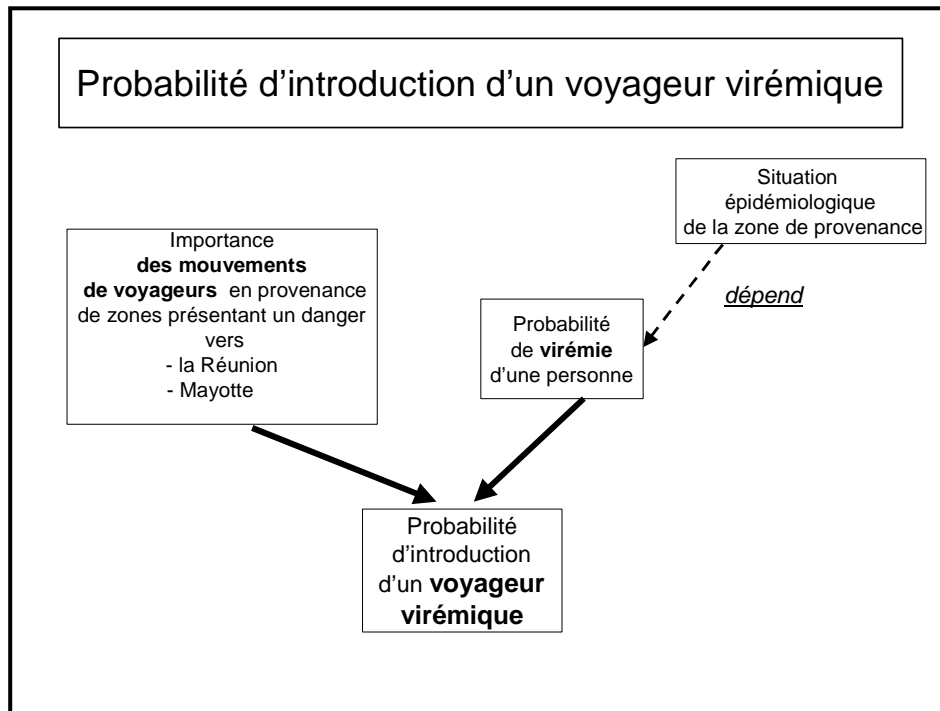 Probabilité d'introduction d'un voyageur virémique
Situation
épidémiologique
de la zone de provenance
Importance
des mouvements
de voyageurs en provenance
de zones présentant un danger
vers
- la Réunion
- Mayotte
dépend
Probabilité
de virémie
d'une personne
Probabilité
d'introduction
d'un voyageur
virémique